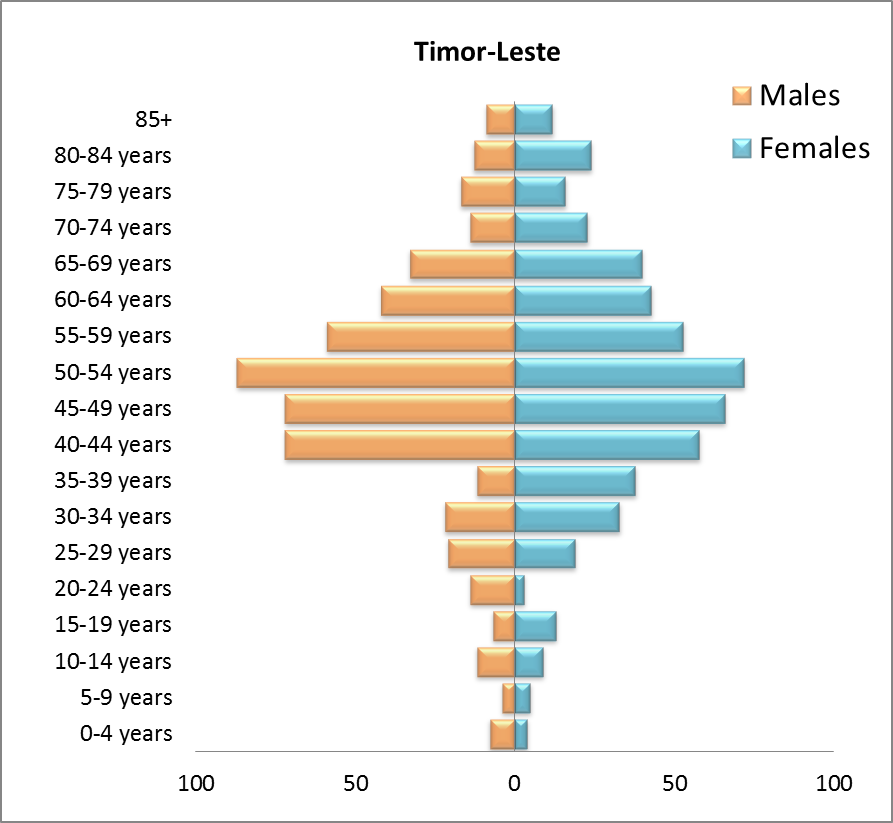 Timor-Leste
Males
Females
85+
80-84 years
75-79 years
70-74 years
65-69 years
60-64 years
55-59 years
50-54 years
45-49 years
40-44 years
35-39 years
30-34 years
25-29 years
20-24 years
15-19 years
10-14 years
5-9 years
0-4 years
100 50 0 50 100